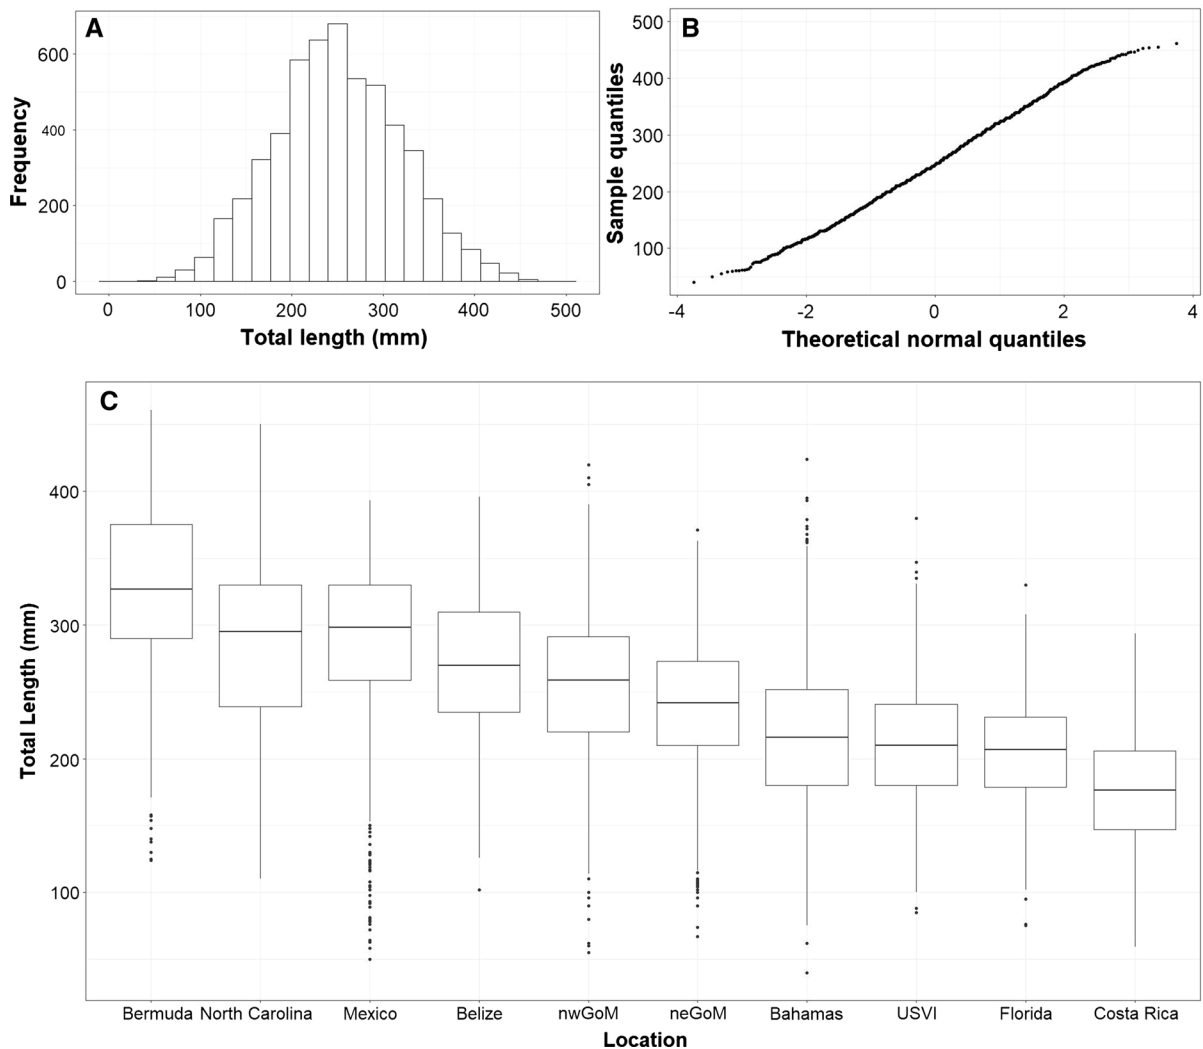 A
Frequency
600
400
200
0
0 100 200 300 400 500
Total length (mm)
B
Sample quantiles
500
400
300
200
100
-4 -2 0 2 4
Theoretical normal quantiles
C
Total Length (mm)
400
300
200
100
Bermuda North Carolina Mexico Belize nwGoM neGoM Bahamas USVI Florida Costa Rica
Location